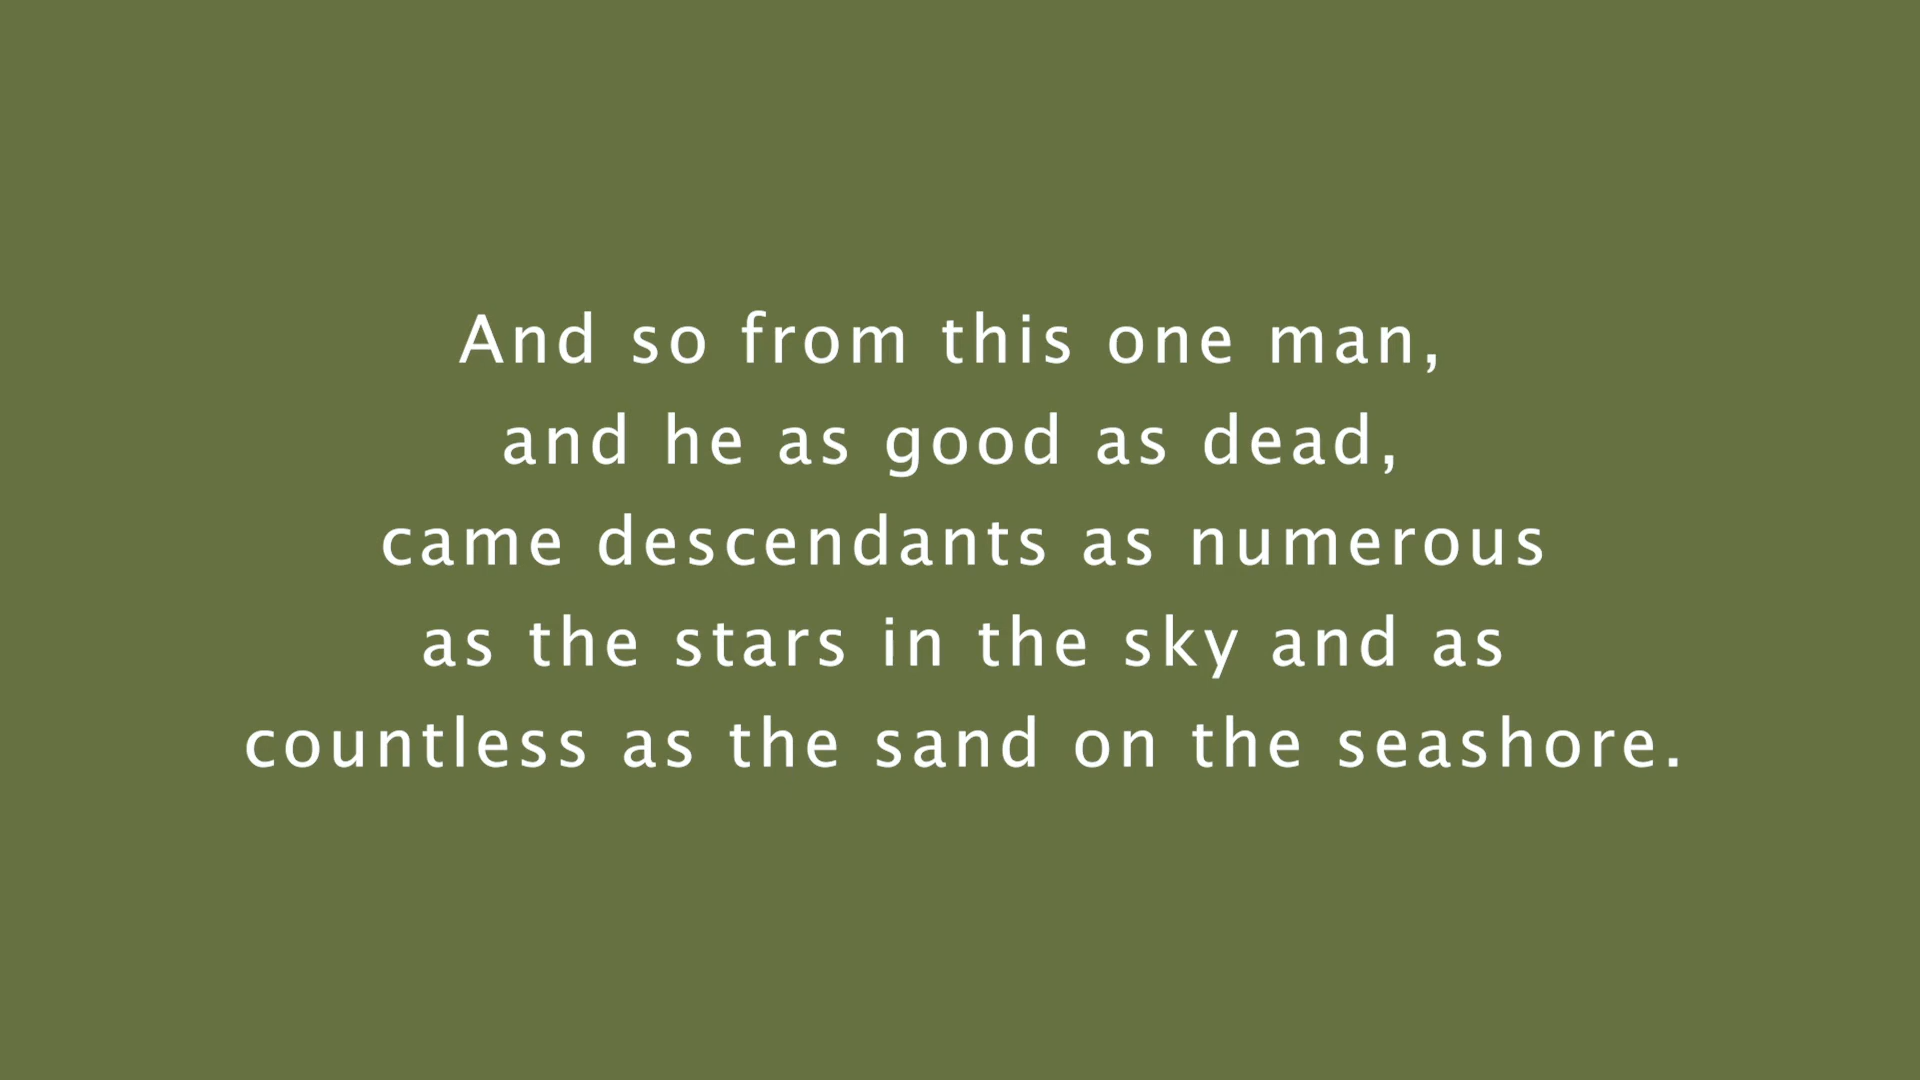 And so from this one man,
and he as good as dead,
came descendants as numerous
as the stars in the sky and as
countless as the sand on the seashore.